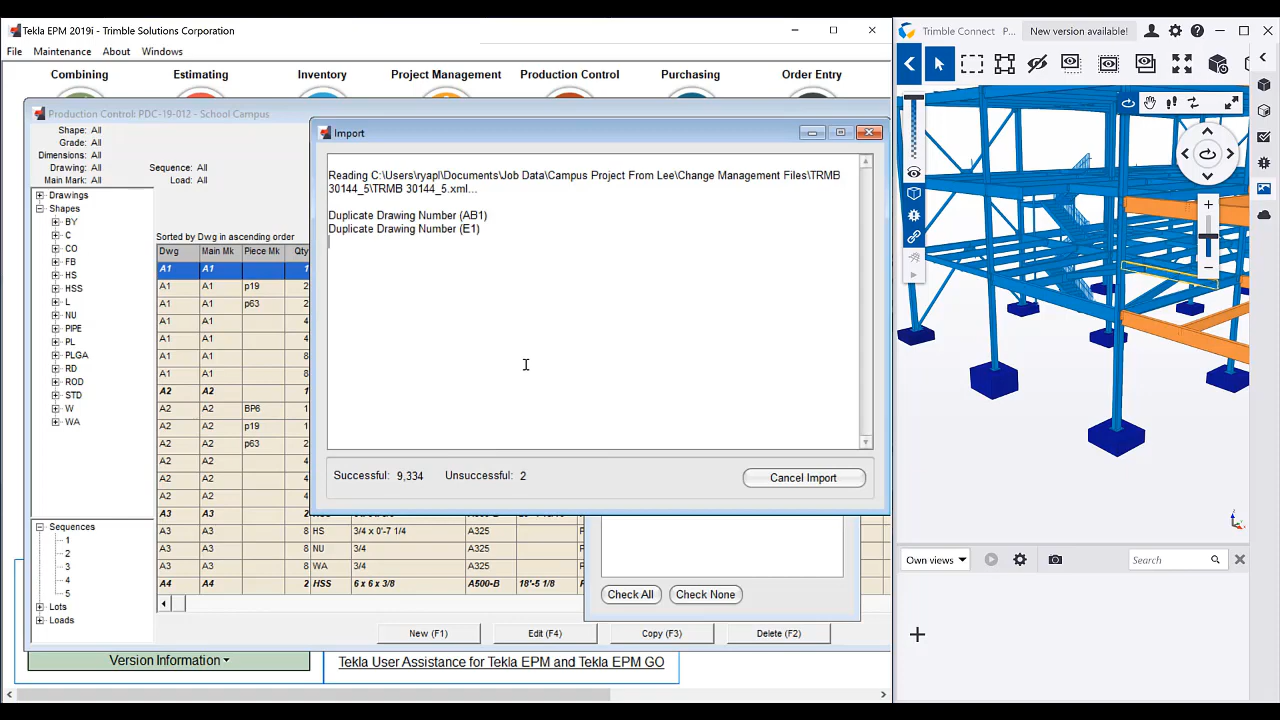 Tekla EPM 2019i - Trimble Solutions Corporation
File Maintenance About Windows
Combining Estimating Inventory Project Management Production Control Purchasing Order Entry
Production Control: PDC-19-012 - School Campus
Shape: All
Grade: All
Dimensions: All
Drawing: All Sequence: All
Main Mark: All Load: All
Drawings
Shapes
BY
C
CO
FB
HS
HSS
L
NU
PIPE
PL
PLGA
RD
ROD
STD
W
WA
Sequences
1
2
3
4
5
Lots
Loads
Sorted by Dwg in ascending order
Dwg Main Mk Piece Mk Qty
A1 A1 1
A1 A1 p19 2
A1 A1 p63 2
A1 A1 4
A1 A1 4
A1 A1 8
A1 A1 8
A2 A2 1
A2 A2 BP6 1
A2 A2 p19 1
A2 A2 p63 2
A2 A2 4
A2 A2 4
A2 A2 4
A3 A3 2
A3 A3 8 HS 3/4 x 0'-7 1/4 A325
A3 A3 8 NU 3/4 A325
A3 A3 8 WA 3/4 A325
A4 A4 2 HSS 6 x 6 x 3/8 A500-B 18'-5 1/8
New (F1) Edit (F4) Copy (F3) Delete (F2)
Import
Reading C:\Users\ryapl\Documents\Job Data\Campus Project From Lee\Change Management Files\TRMB
30144_5\TRMB 30144_5.xml...
Duplicate Drawing Number (AB1)
Duplicate Drawing Number (E1)
Successful: 9,334 Unsuccessful: 2 Cancel Import
Check All Check None
Version Information
Tekla User Assistance for Tekla EPM and Tekla EPM GO
Trimble Connect P... New version available!
Own views Search